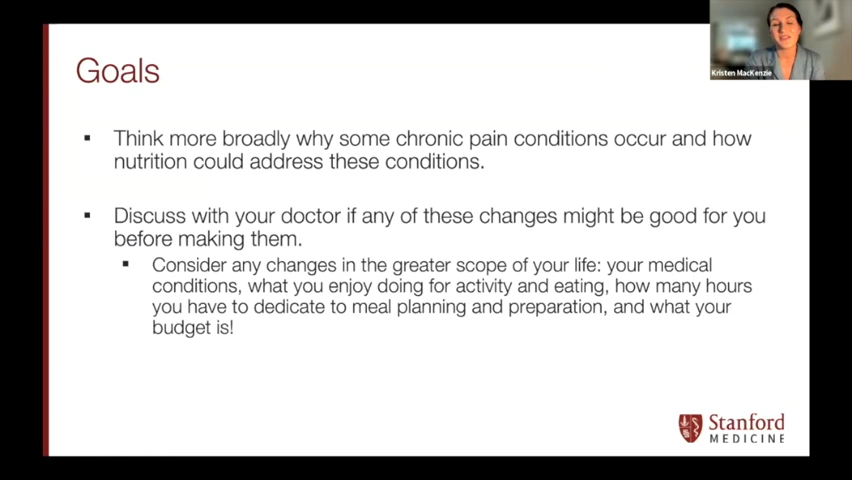 Kristen MacKenzie
Goals
▪ Think more broadly why some chronic pain conditions occur and how
nutrition could address these conditions.
▪ Discuss with your doctor if any of these changes might be good for you
before making them.
▪ Consider any changes in the greater scope of your life: your medical
conditions, what you enjoy doing for activity and eating, how many hours
you have to dedicate to meal planning and preparation, and what your
budget is!
Stanford
MEDICINE